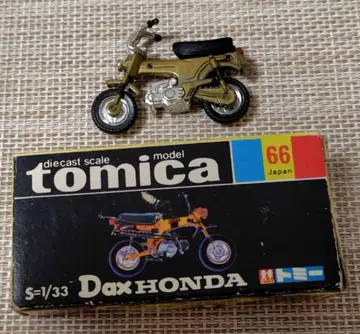 diecast scale model
tomica
66
Japan
S=1/33
Dax HONDA
トミー